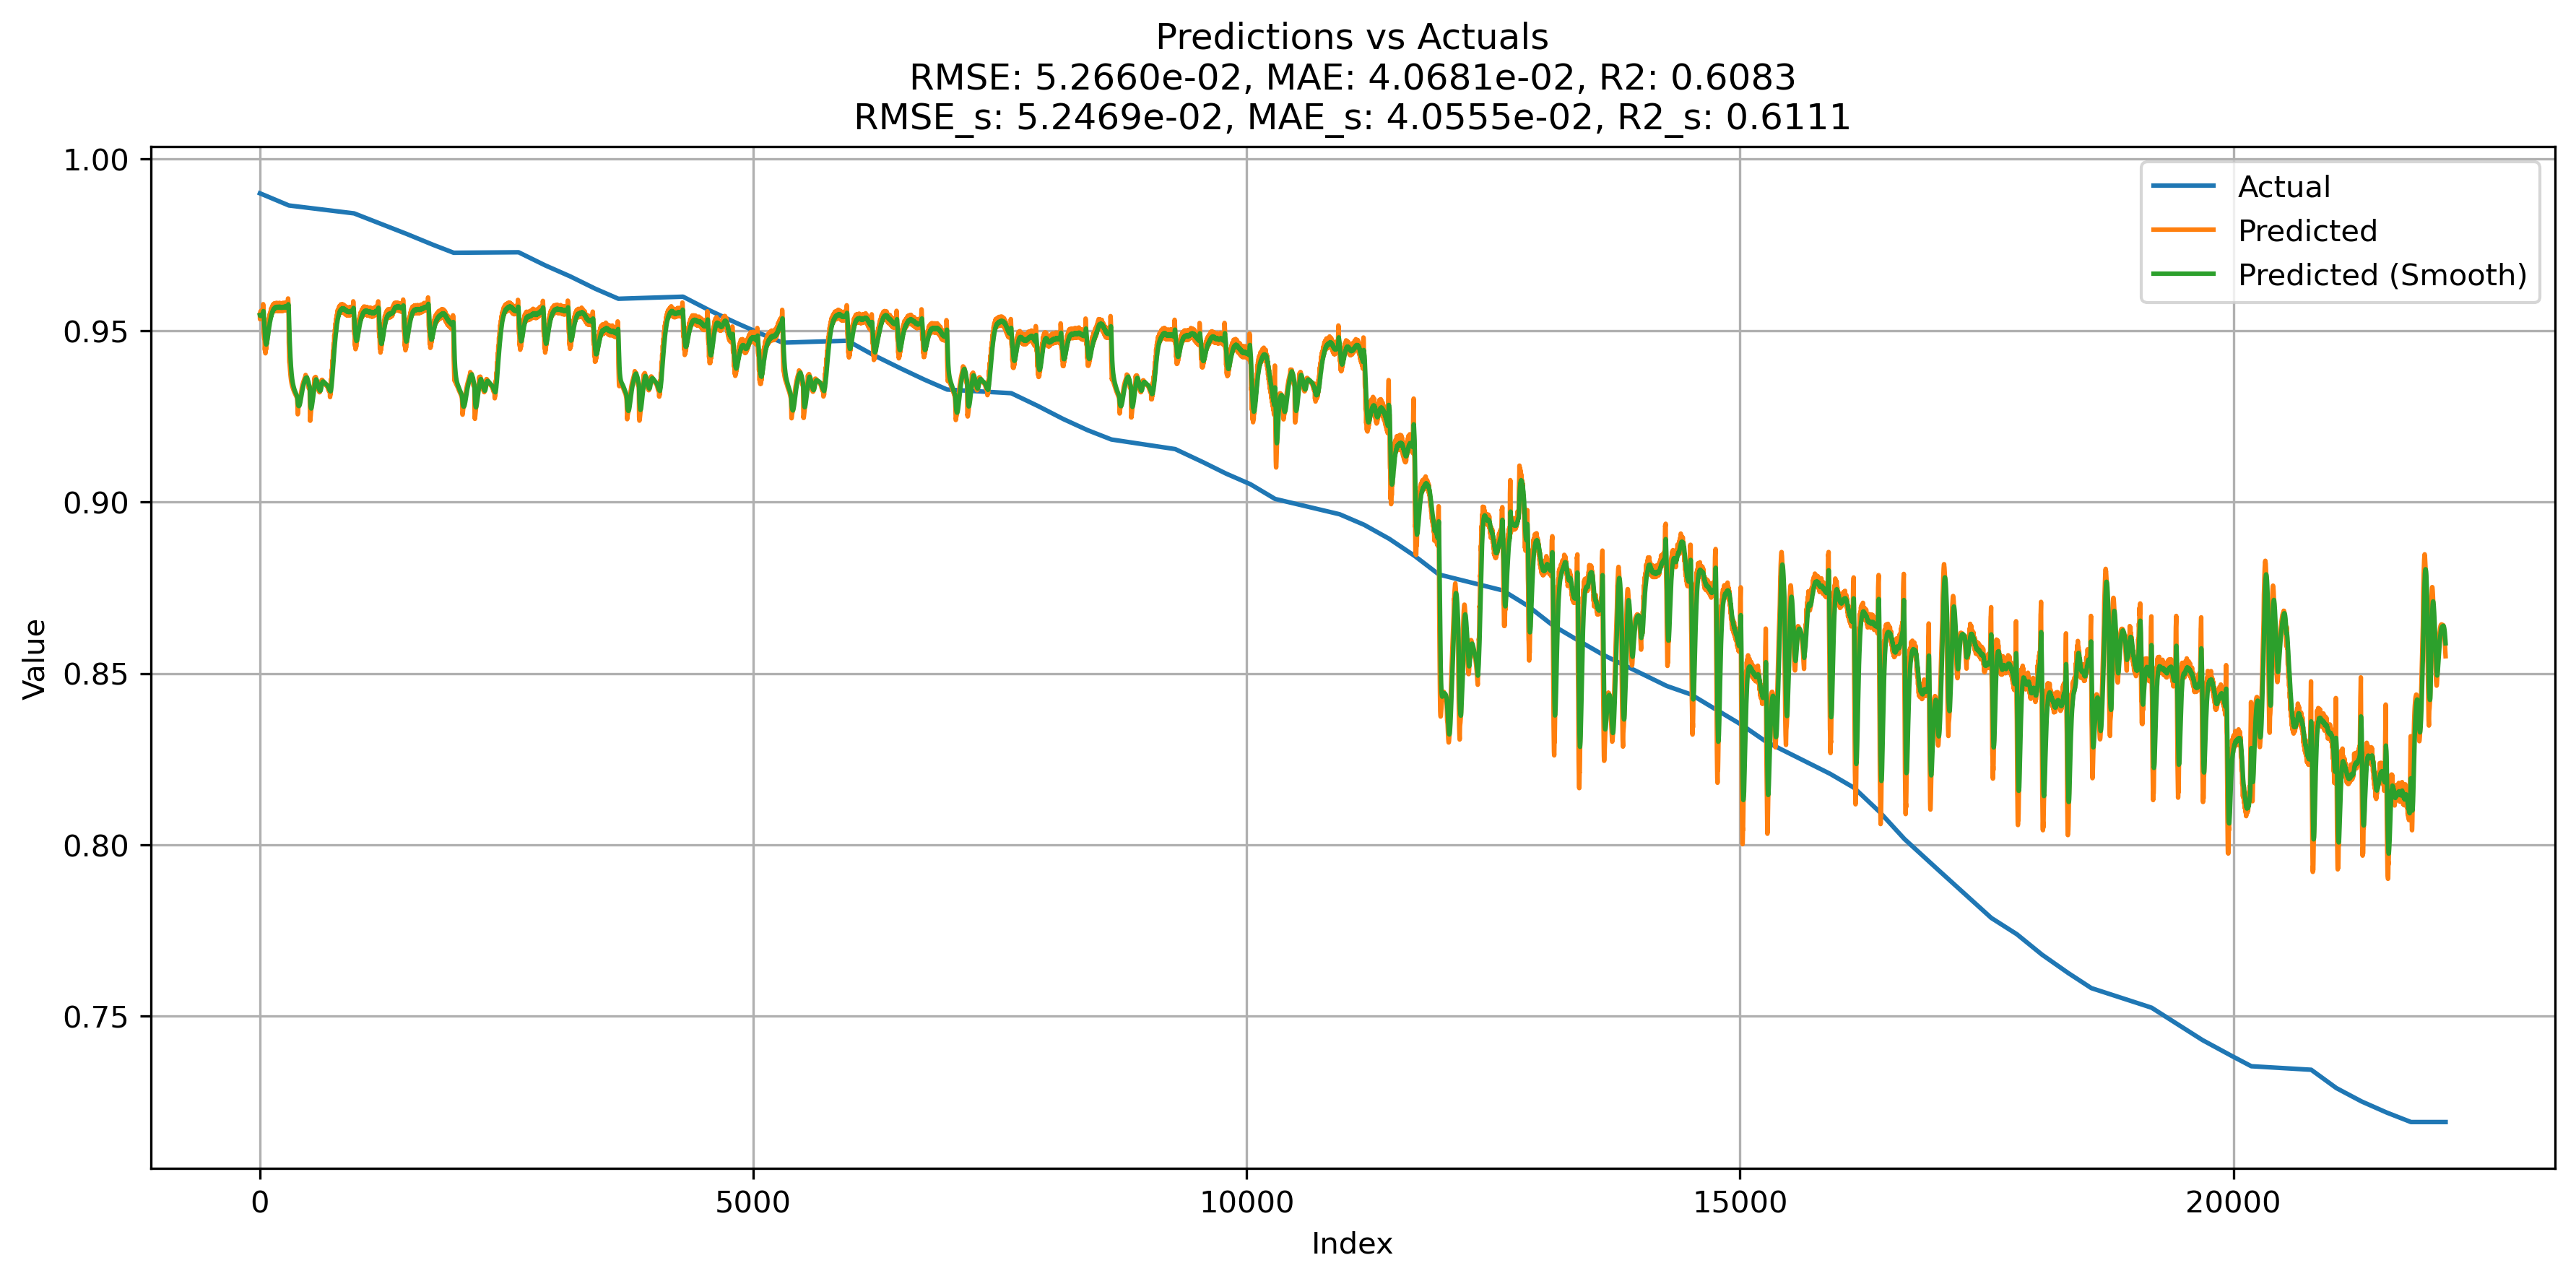 Predictions vs Actuals
RMSE: 5.2660e-02, MAE: 4.0681e-02, R2: 0.6083
RMSE_s: 5.2469e-02, MAE_s: 4.0555e-02, R2_s: 0.6111
1.00
0.95
0.90
0.85
0.80
0.75
Value
Actual
Predicted
Predicted (Smooth)
0
5000
10000
15000
20000
Index